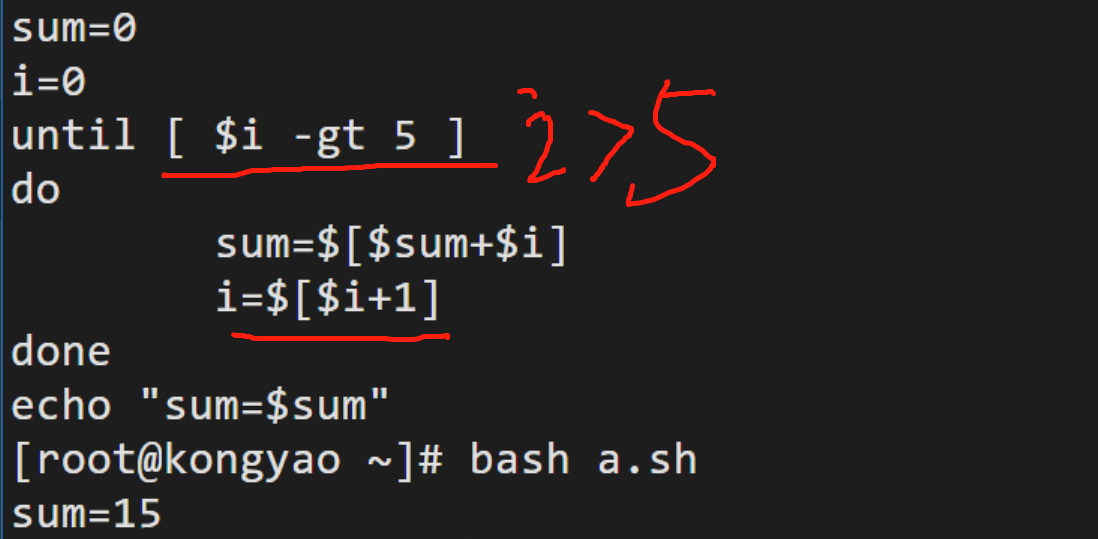 sum=0
i=0
until [ $i -gt 5 ] i>5
do
        sum=$[$sum+$i]
        i=$[$i+1]
done
echo "sum=$sum"
[root@kongyao ~]# bash a.sh
sum=15